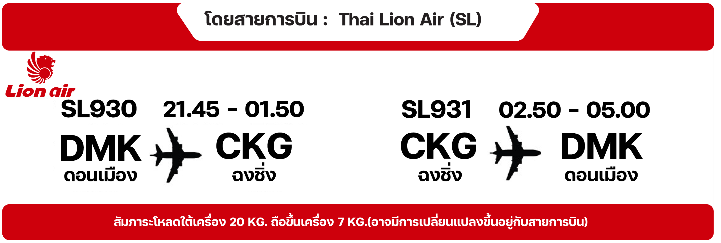 โดยสายการบิน : Thai Lion Air (SL)
Lion air
SL930 21.45 - 01.50
DMK CKG
ดอนเมือง ฉงชิ่ง
SL931 02.50 - 05.00
CKG DMK
ฉงชิ่ง ดอนเมือง
สัมภาระโหลดใต้เครื่อง 20 KG. ถือขึ้นเครื่อง 7 KG.(อาจมีการเปลี่ยนแปลงขึ้นอยู่กับสายการบิน)